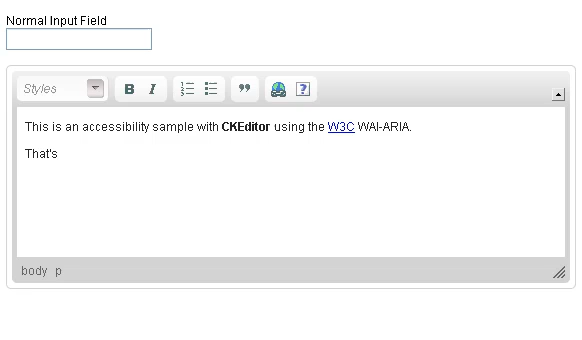 Normal Input Field
Styles B I
This is an accessibility sample with CKEditor using the W3C WAI-ARIA.
That's
body p